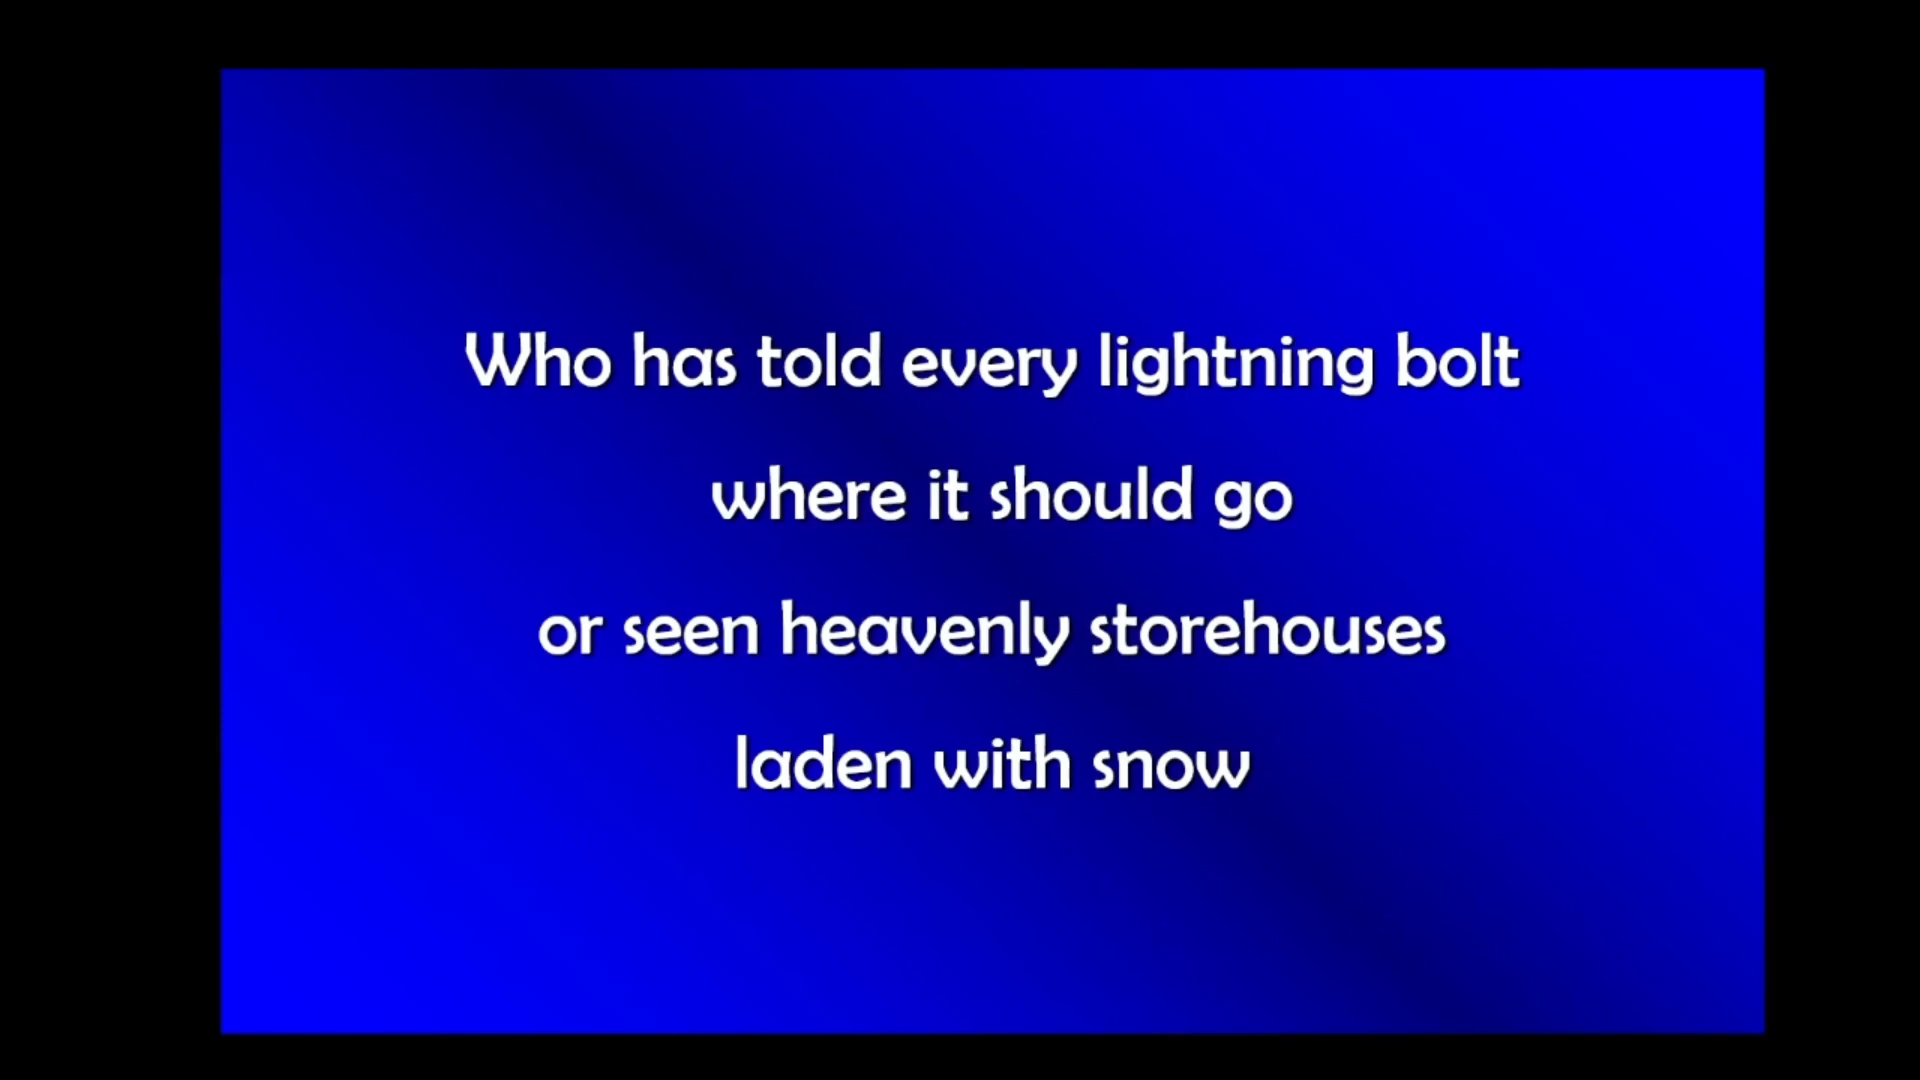 Who has told every lightning bolt
where it should go
or seen heavenly storehouses
laden with snow